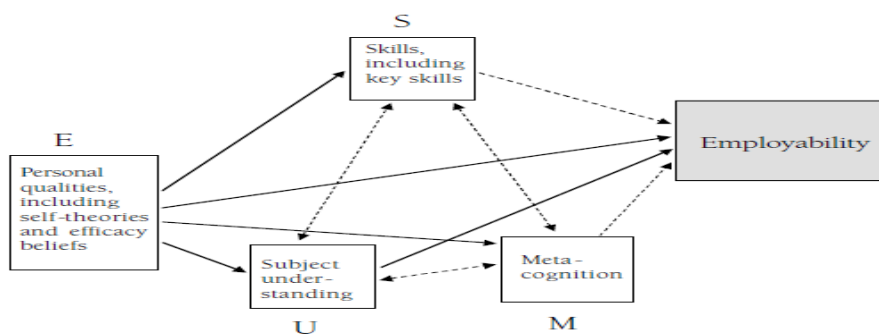 S
Skills,
including
key skills
E
Personal
qualities,
including
self-theories
and efficacy
beliefs
Employability
Subject
under-
standing
U
Meta-
cognition
M